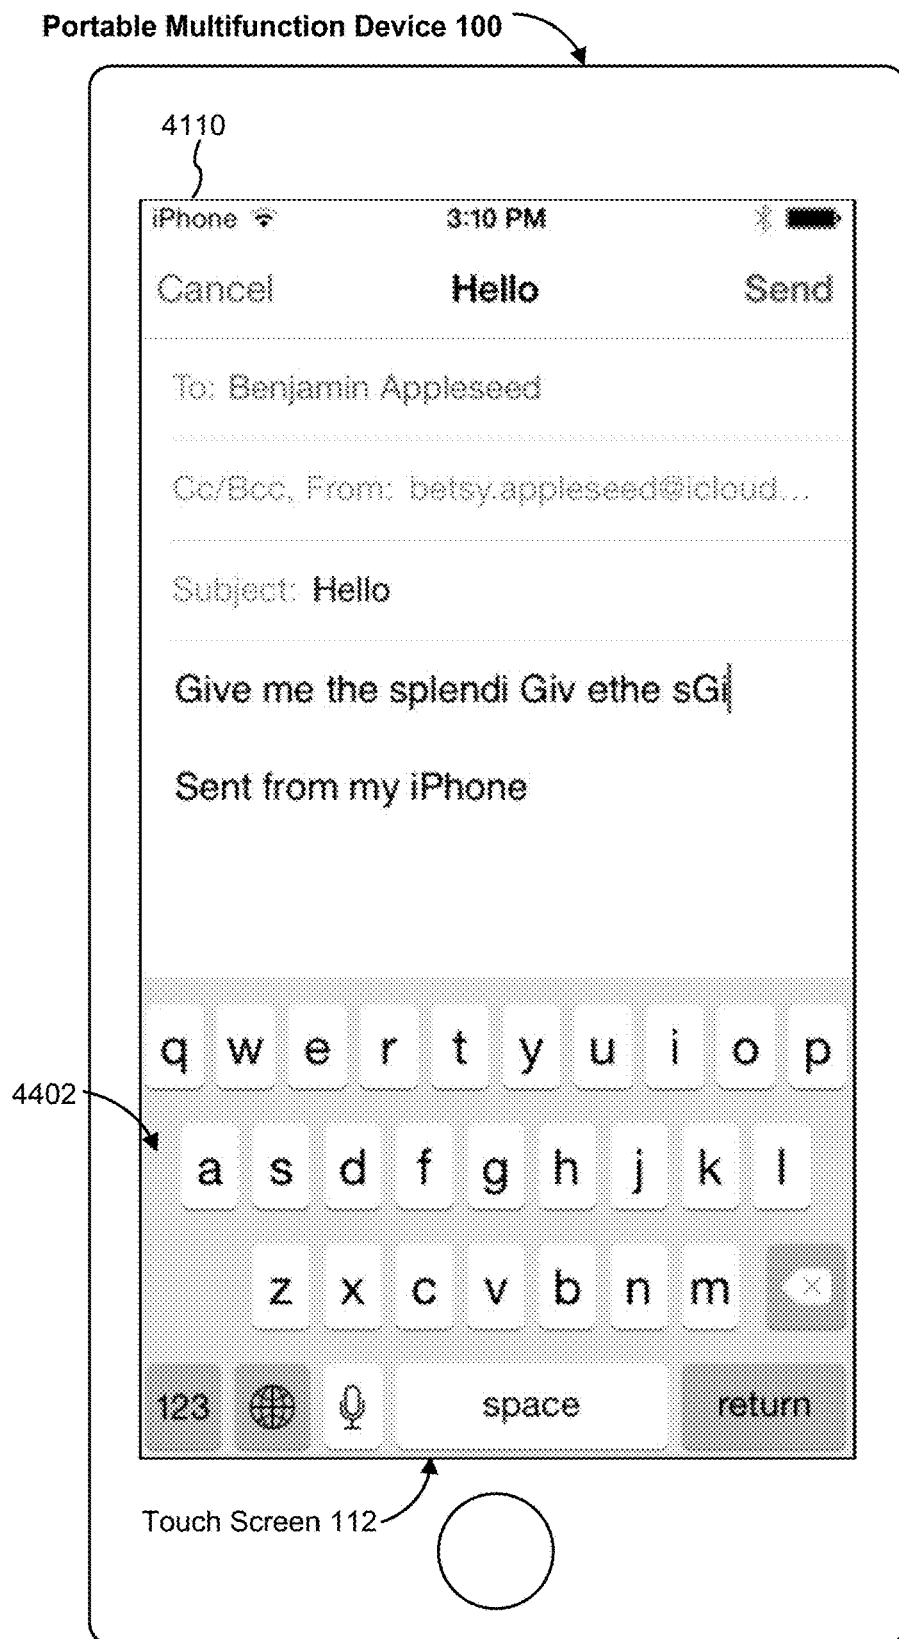 Portable Multifunction Device 100
4110
iPhone 3:10 PM
Cancel Hello Send
To: Benjamin Appleseed
Cc/Bcc, From: betsy.appleseed@icloud...
Subject: Hello
Give me the splendi Giv ethe sGi
Sent from my iPhone
q w e r t y u i o p
4402
a s d f g h j k l
z x c v b n m
123 space return
Touch Screen 112